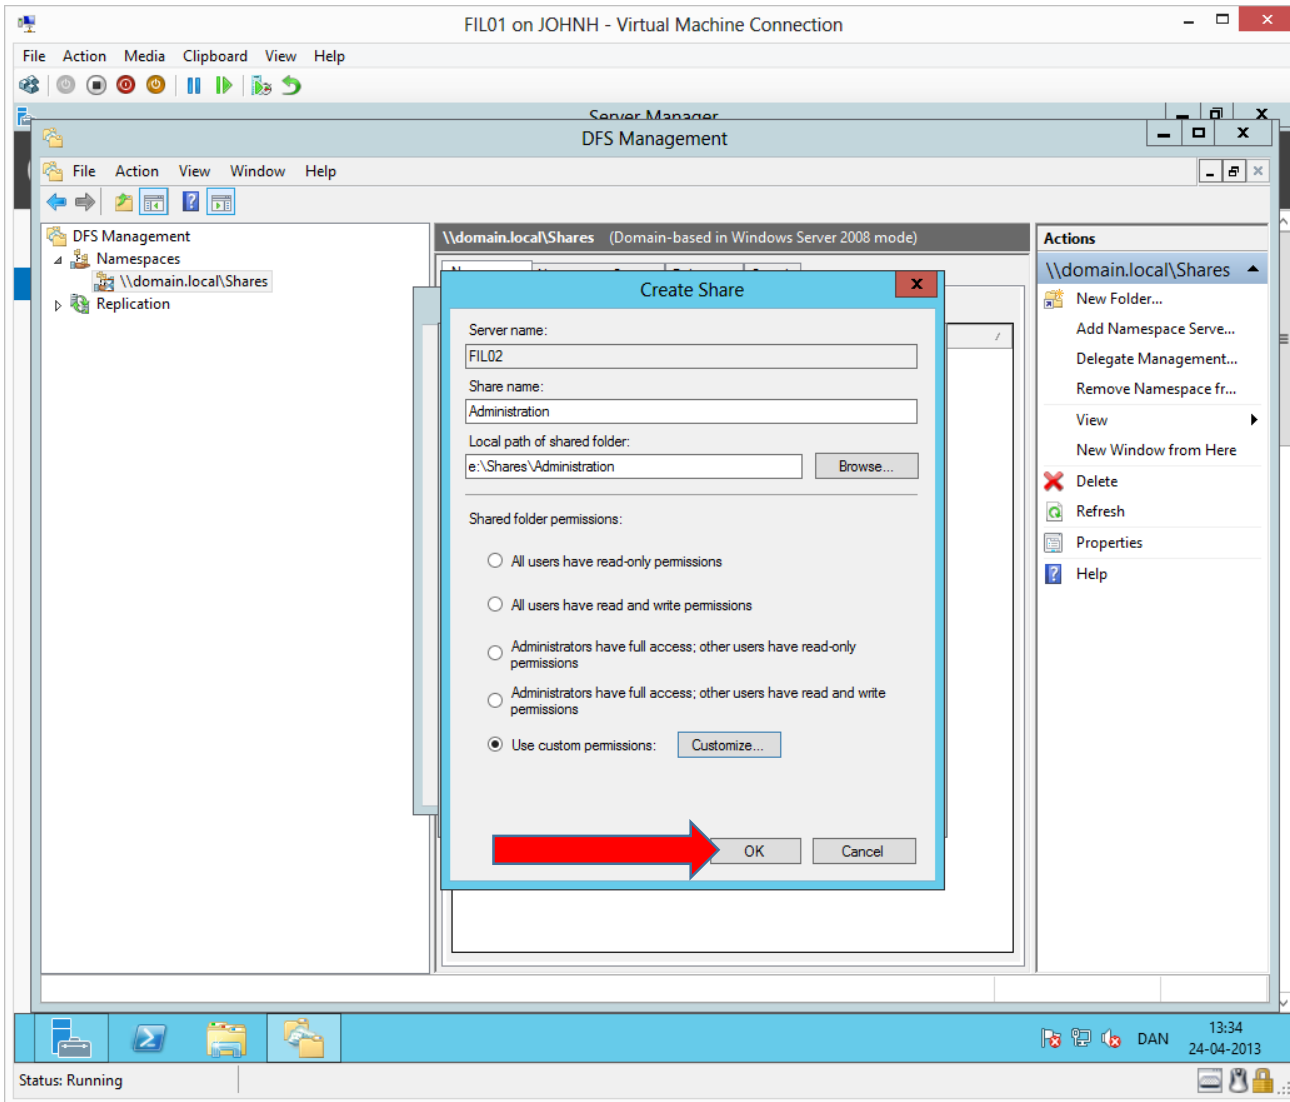 FIL01 on JOHNH - Virtual Machine Connection
File Action Media Clipboard View Help
Server Manager
DFS Management
File Action View Window Help
DFS Management
Namespaces
\\domain.local\Shares
Replication
\\domain.local\Shares (Domain-based in Windows Server 2008 mode)
Create Share
Server name:
FIL02
Share name:
Administration
Local path of shared folder:
e:\Shares\Administration
Browse...
Shared folder permissions:
All users have read-only permissions
All users have read and write permissions
Administrators have full access; other users have read-only
permissions
Administrators have full access; other users have read and write
permissions
Use custom permissions:
Customize...
OK
Cancel
Actions
\\domain.local\Shares
New Folder...
Add Namespace Serve...
Delegate Management...
Remove Namespace fr...
View
New Window from Here
Delete
Refresh
Properties
Help
DAN
13:34
24-04-2013
Status: Running